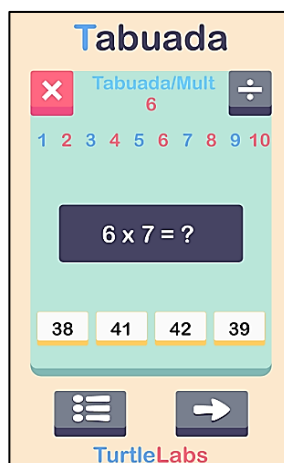 Tabuada
Tabuada/Mult
6
1 2 3 4 5 6 7 8 9 10
6 x 7 = ?
38 41 42 39
TurtleLabs